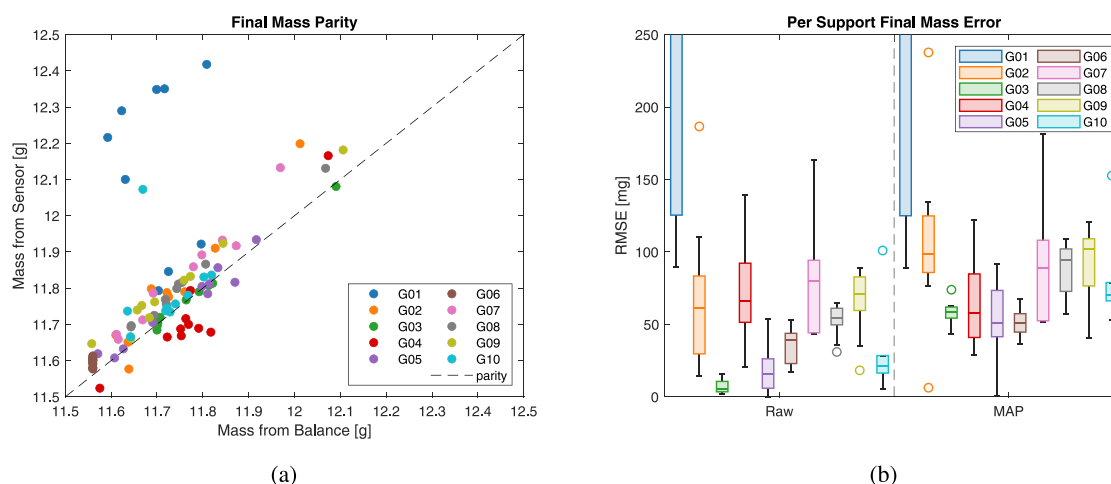 Final Mass Parity
12.5
12.4
12.3
12.2
12.1
12
11.9
11.8
11.7
11.6
11.5
Mass from Sensor [g]
G01
G02
G03
G04
G05
G06
G07
G08
G09
G10
parity
11.5 11.6 11.7 11.8 11.9 12 12.1 12.2 12.3 12.4 12.5
Mass from Balance [g]
(a)
Per Support Final Mass Error
250
200
150
100
50
0
RMSE [mg]
G01
G02
G03
G04
G05
G06
G07
G08
G09
G10
Raw MAP
(b)